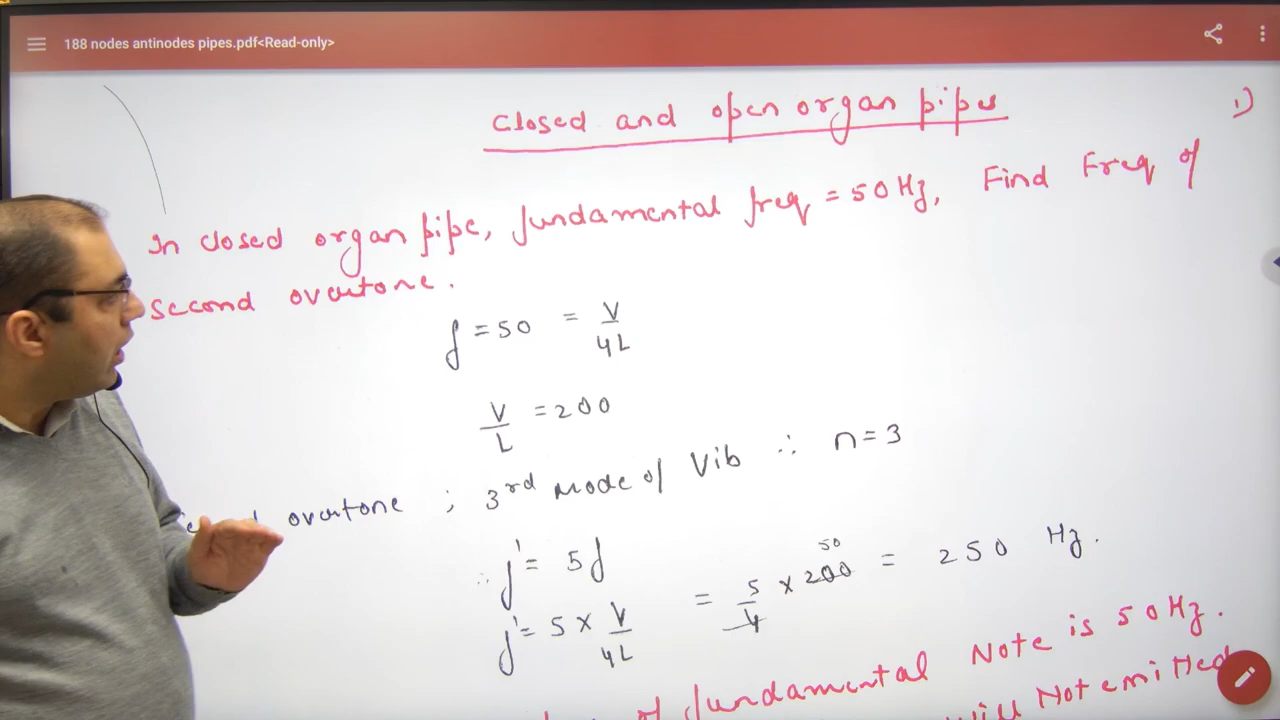 188 nodes antinodes pipes.pdf<Read-only>
Closed and open organ pipes
1)
In closed organ pipe, fundamental freq = 50 Hz, Find Freq of
second overtone.
f = 50 = V/4L
V/L = 200
overtone ; 3rd mode of Vib ∴ n = 3
∴ f' = 5f
f' = 5 × V/4L = 5/4 × 200 50 = 250 Hz.
of fundamental Note is 50 Hz.
will Not emitted